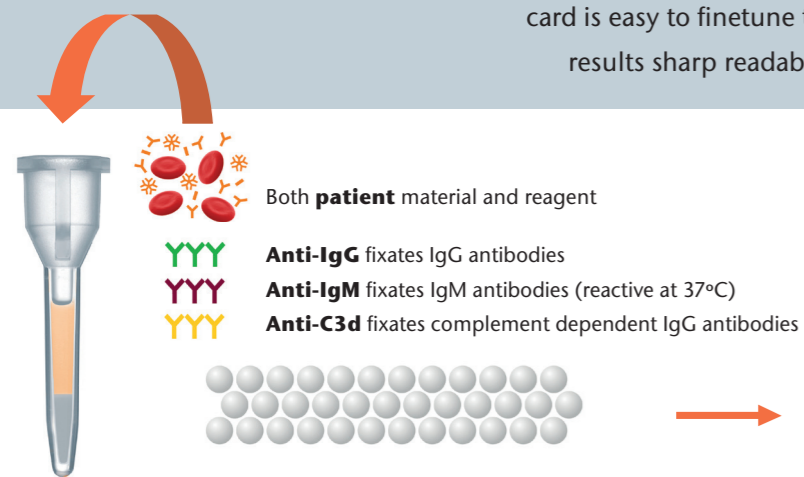 card is easy to finetune
results sharp
Both patient material and reagent
Anti-IgG fixates IgG antibodies
Anti-IgM fixates IgM antibodies (reactive at 37ºC)
Anti-C3d fixates complement dependent IgG antibodies